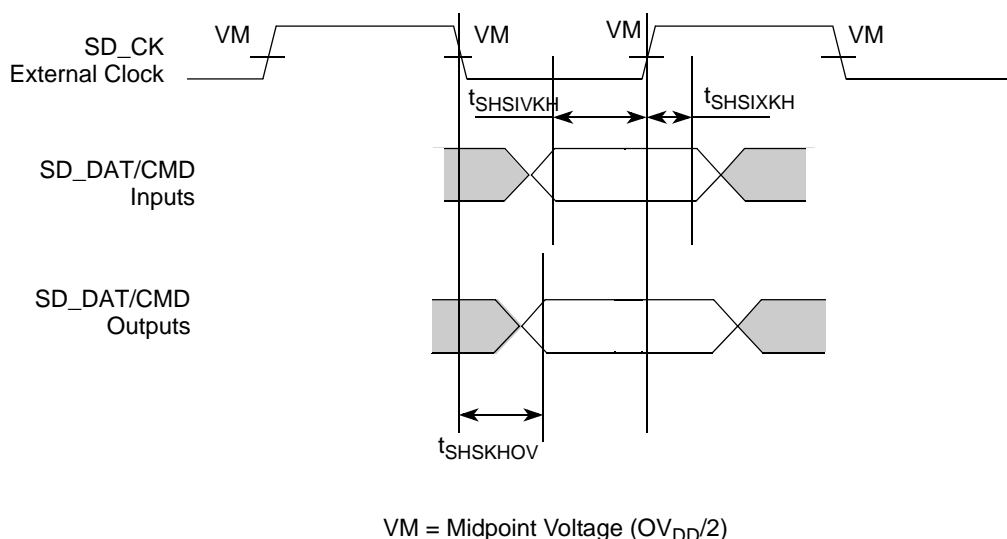 VM VM VM VM
SD_CK
External Clock
tSHSIVKH tSHSIXKH
SD_DAT/CMD
Inputs
SD_DAT/CMD
Outputs
tSHSKHOV
VM = Midpoint Voltage (OVDD/2)